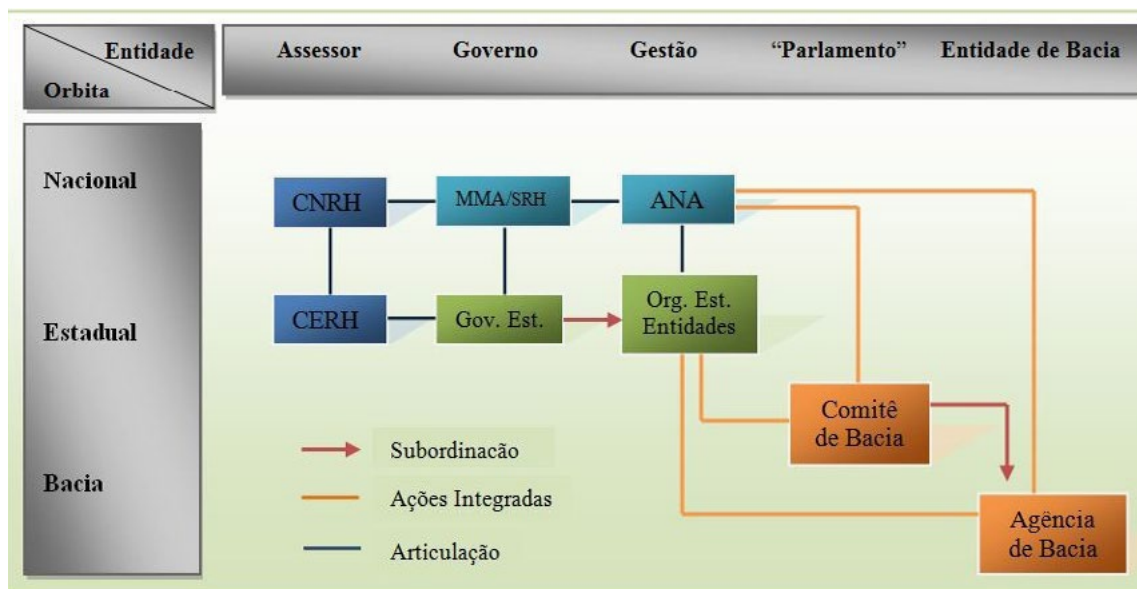 Entidade
Orbita
Assessor Governo Gestão “Parlamento” Entidade de Bacia
Nacional
CNRH MMA/SRH ANA
Estadual
CERH Gov. Est. Org. Est.
Entidades
Comitê
de Bacia
Bacia
Subordinacão
Ações Integradas
Articulação
Agência
de Bacia